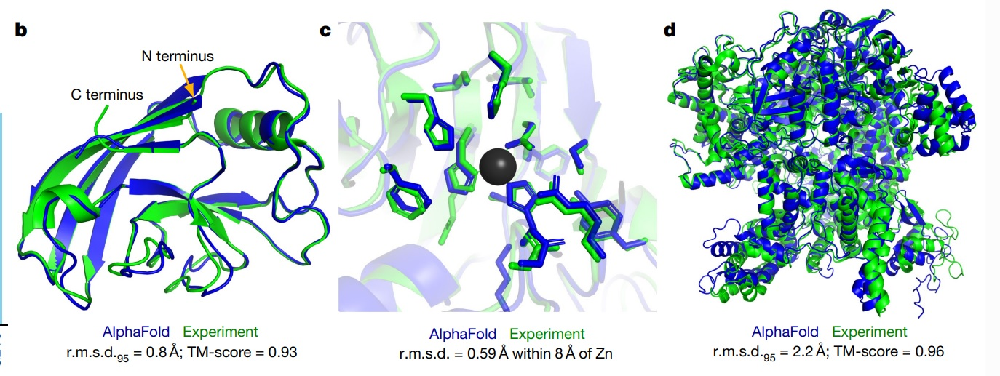 b
N terminus
C terminus
AlphaFold Experiment
r.m.s.d.95 = 0.8 Å; TM-score = 0.93
c
AlphaFold Experiment
r.m.s.d. = 0.59 Å within 8 Å of Zn
d
AlphaFold Experiment
r.m.s.d.95 = 2.2 Å; TM-score = 0.96